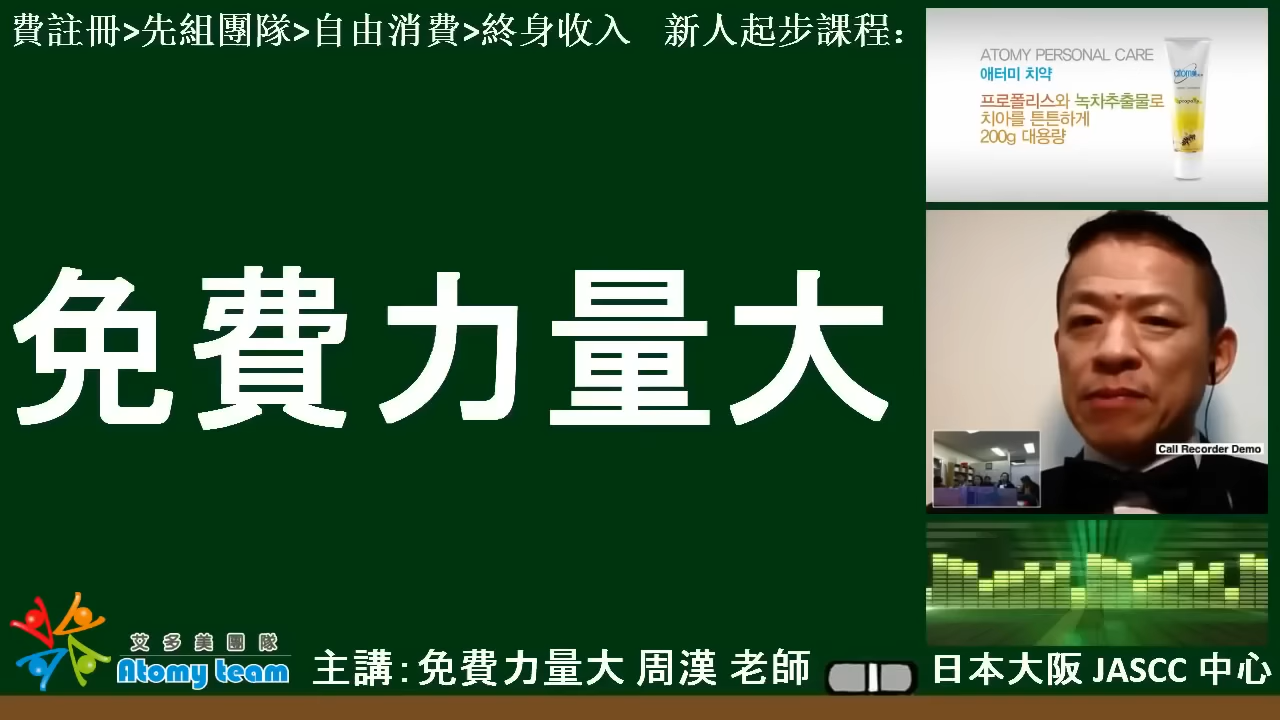 費註冊>先組團隊>自由消費>終身收入 新人起步課程:
ATOMY PERSONAL CARE
애터미 치약
프로폴리스와 녹차추출물로
치아를 튼튼하게
200g 대용량
atomy
免費力量大
Call Recorder Demo
艾多美團隊
Atomy team
主講:免費力量大 周漢 老師
日本大阪 JASCC 中心